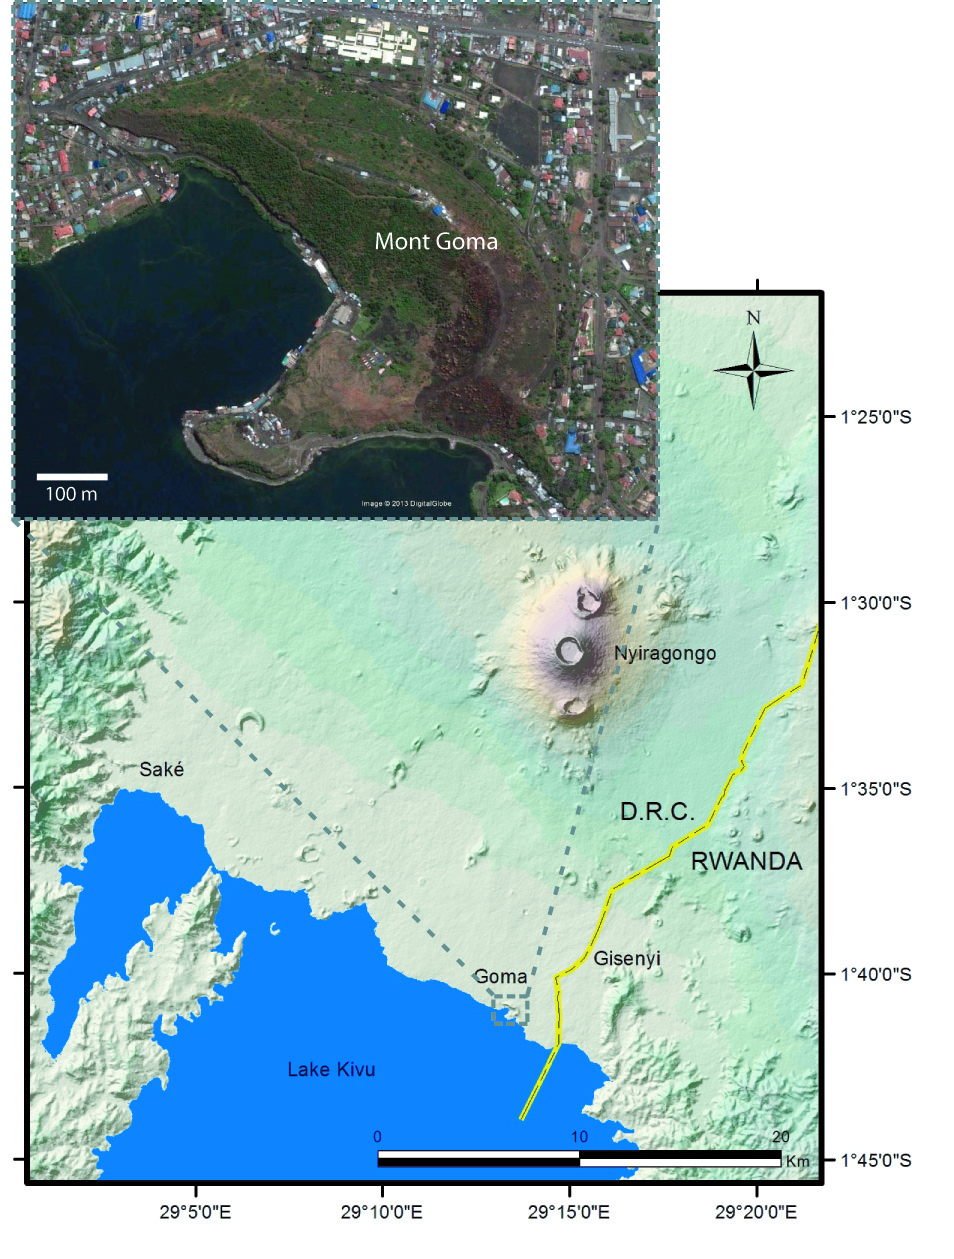 Mont Goma
100 m
Image © 2013 DigitalGlobe
N
1°25'0"S
1°30'0"S
Nyiragongo
Saké
1°35'0"S
D.R.C.
RWANDA
Gisenyi
Goma
1°40'0"S
Lake Kivu
0 10 20
Km
1°45'0"S
29°5'0"E 29°10'0"E 29°15'0"E 29°20'0"E